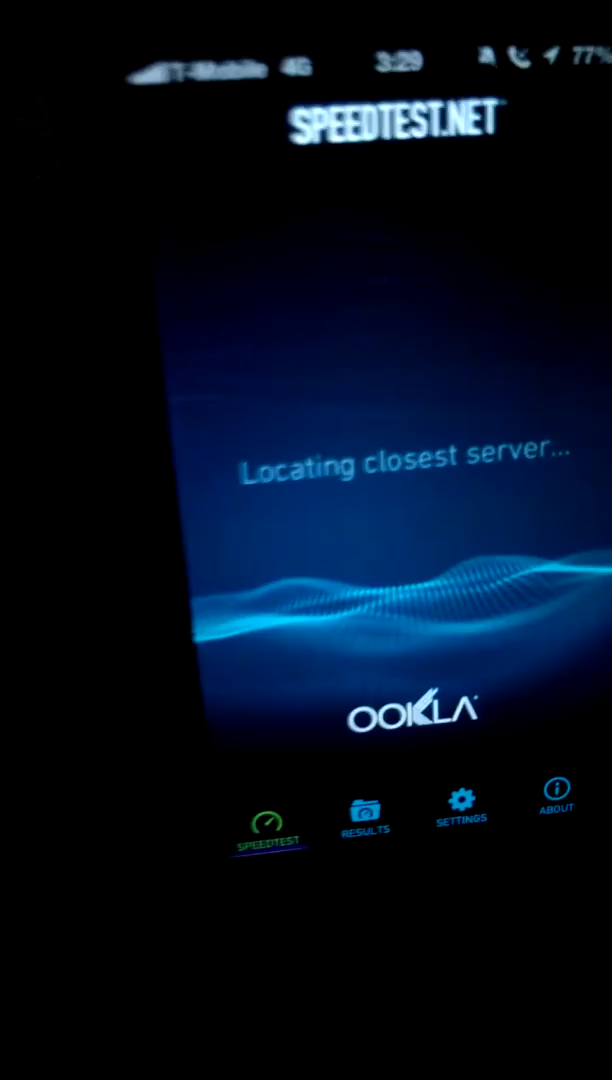 T-Mobile 4G 3:29 77%
SPEEDTEST.NET
Locating closest server...
OOKLA
SPEEDTEST RESULTS SETTINGS ABOUT